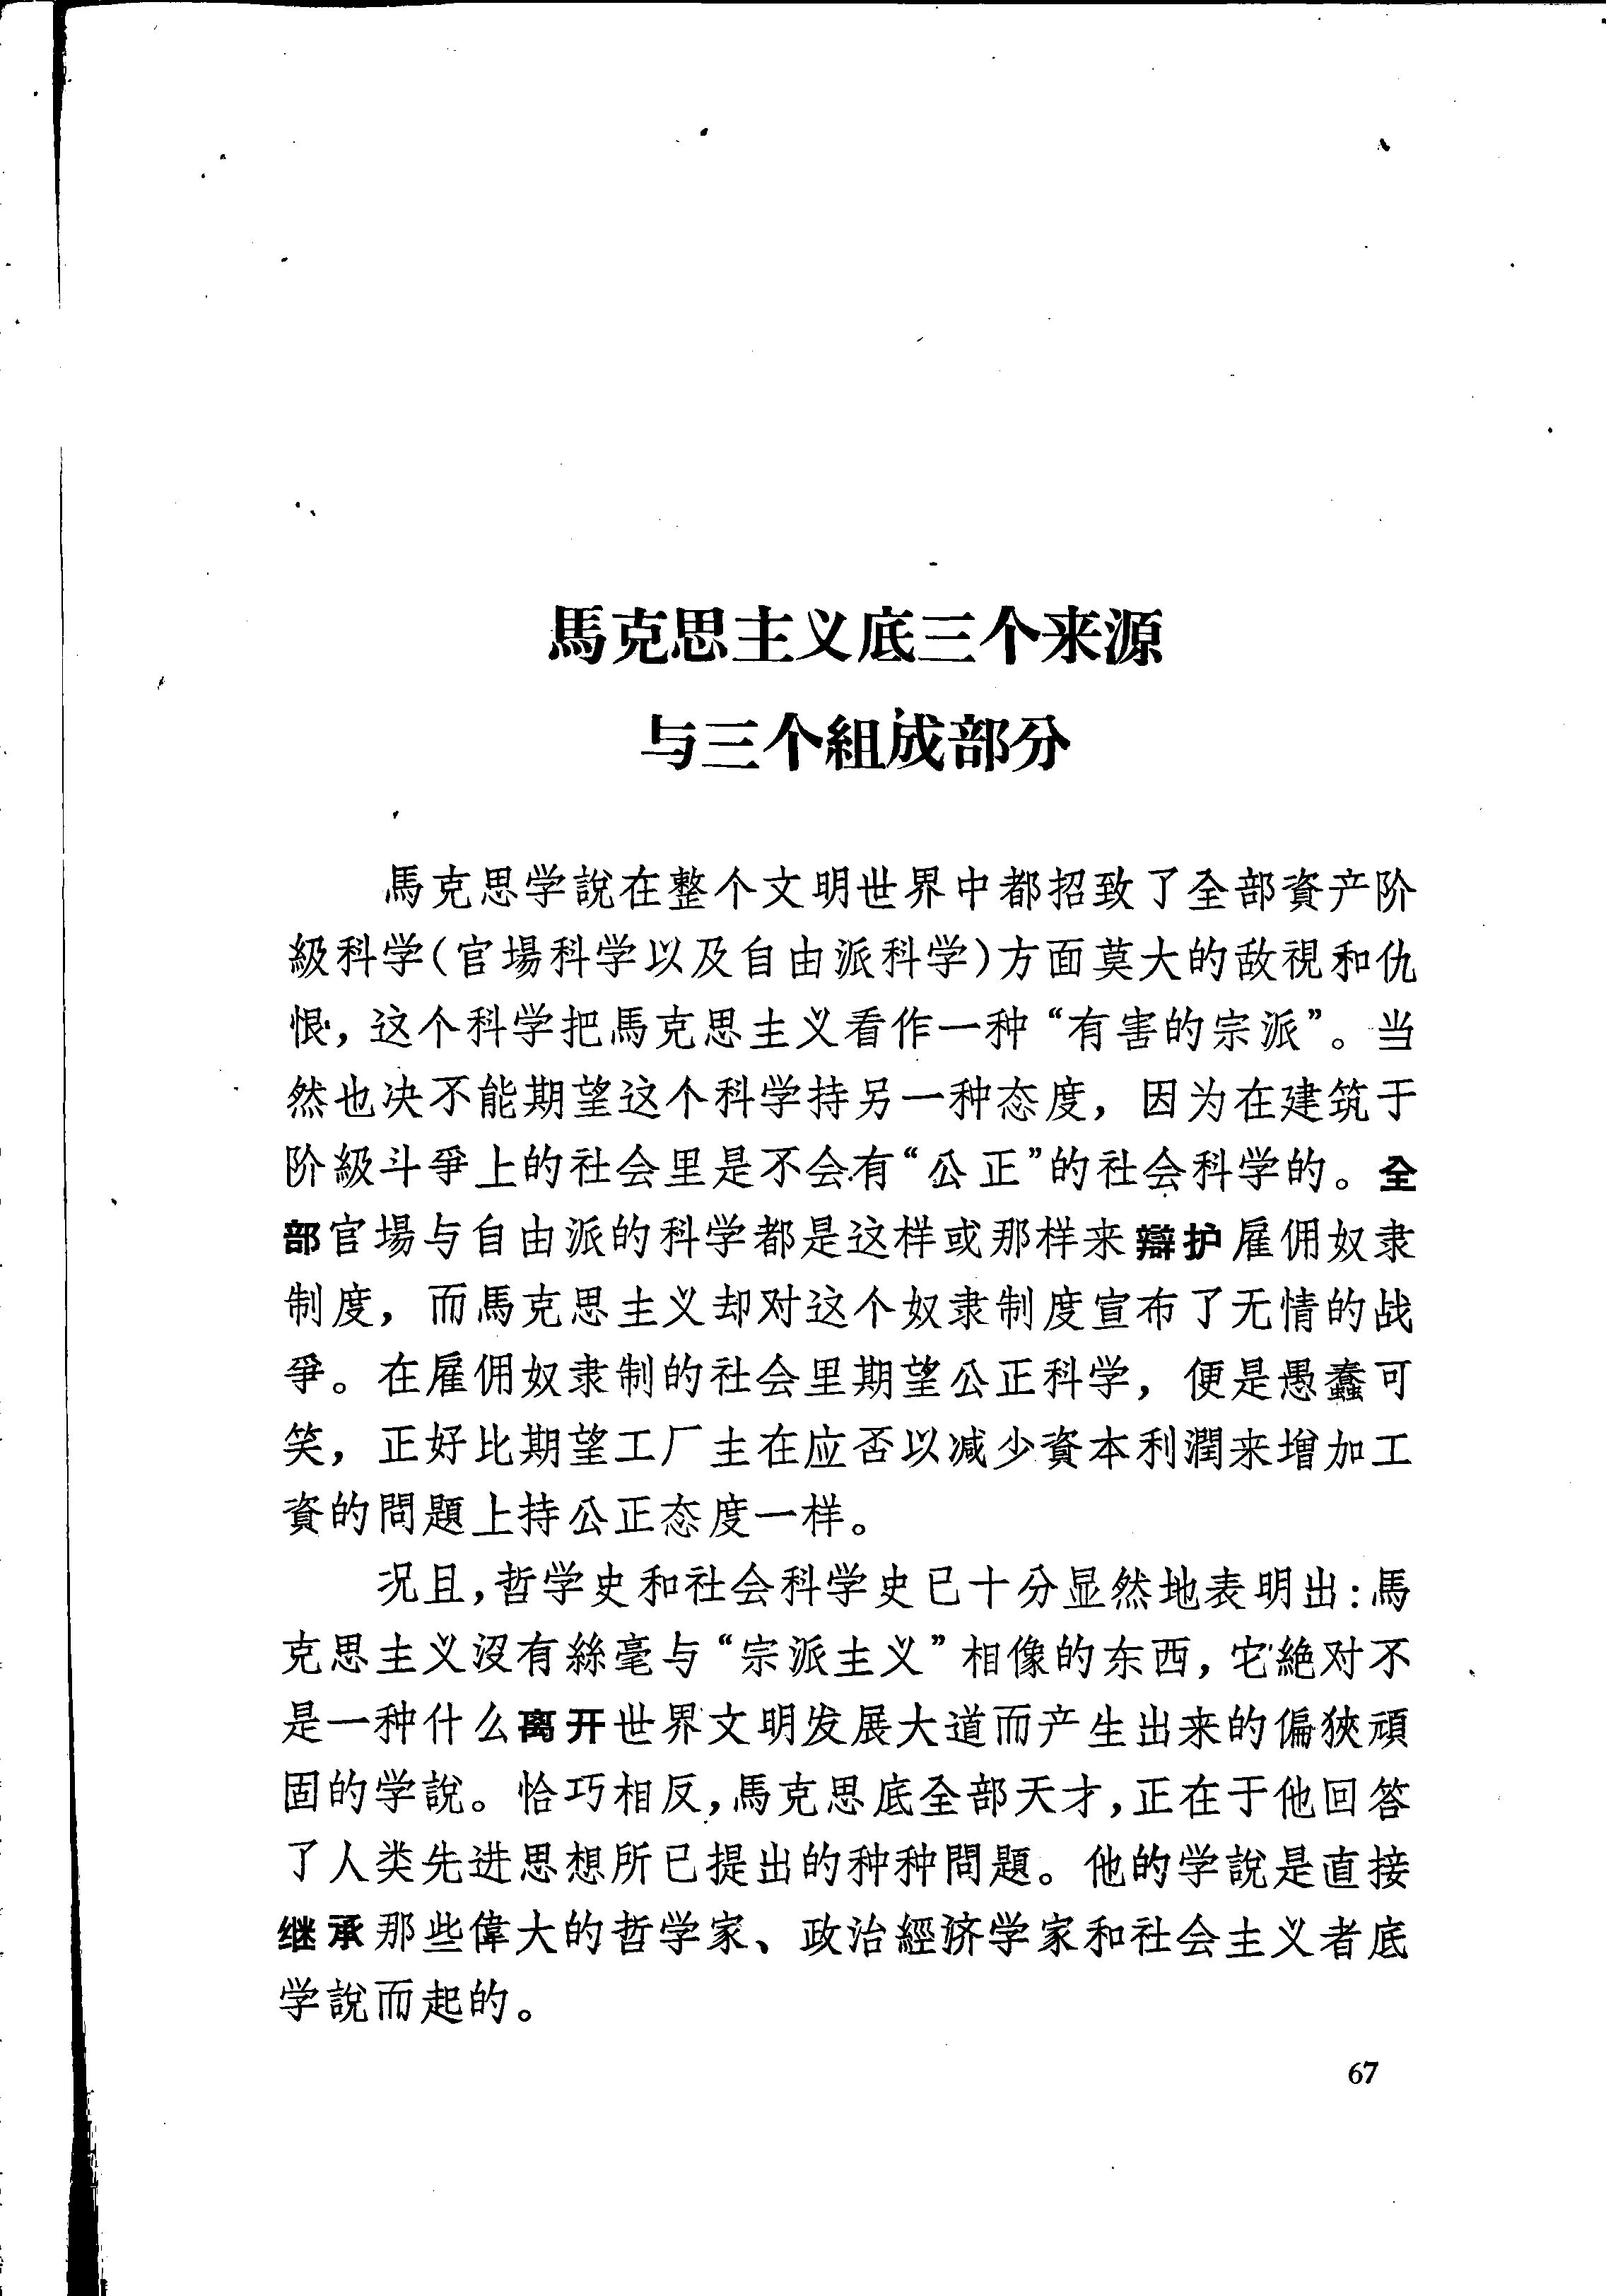 馬克思主义底三个来源
与三个組成部分
馬克思学說在整个文明世界中都招致了全部資产阶
級科学(官場科学以及自由派科学)方面莫大的敌視和仇
恨，这个科学把馬克思主义看作一种“有害的宗派”。当
然也决不能期望这个科学持另一种态度，因为在建筑于
阶級斗爭上的社会里是不会有“公正”的社会科学的。全
部官場与自由派的科学都是这样或那样来辯护雇佣奴隶
制度，而馬克思主义却对这个奴隶制度宣布了无情的战
爭。在雇佣奴隶制的社会里期望公正科学，便是愚蠢可
笑，正好比期望工厂主在应否以减少資本利潤来增加工
資的問題上持公正态度一样。
况且，哲学史和社会科学史已十分显然地表明出：馬
克思主义沒有絲毫与“宗派主义”相像的东西，它絕对不
是一种什么离开世界文明发展大道而产生出来的偏狹頑
固的学說。恰巧相反，馬克思底全部天才，正在于他回答
了人类先进思想所已提出的种种問題。他的学說是直接
继承那些偉大的哲学家、政治經济学家和社会主义者底
学說而起的。
67